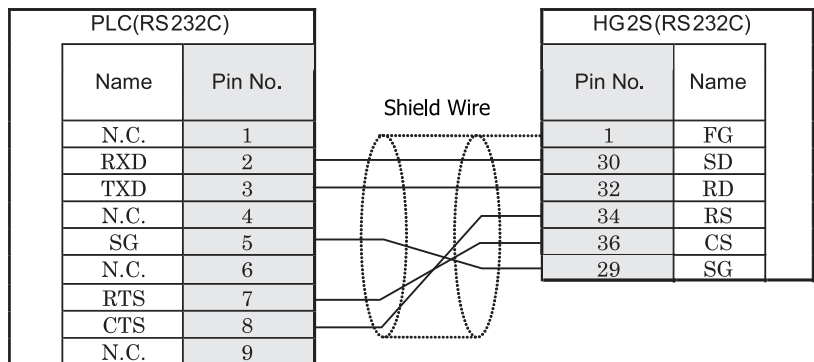 PLC(RS232C) HG2S(RS232C)
Name Pin No. Pin No. Name
Shield Wire
N.C. 1 1 FG
RXD 2 30 SD
TXD 3 32 RD
N.C. 4 34 RS
SG 5 36 CS
N.C. 6 29 SG
RTS 7
CTS 8
N.C. 9